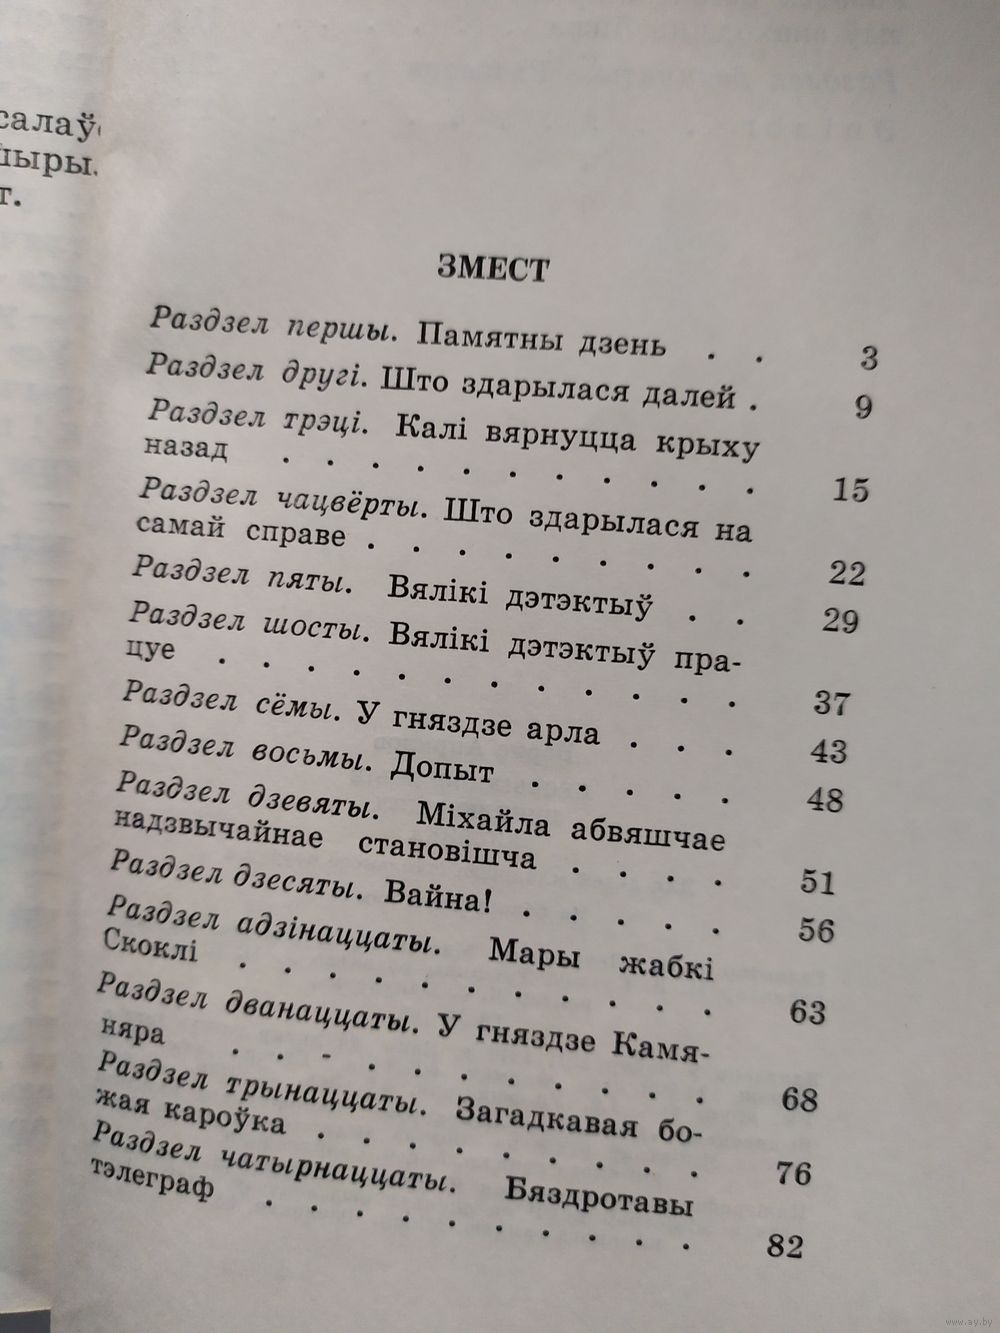 ЗМЕСТ
Раздзел першы. Памятны дзень . . 3
Раздзел другі. Што здарылася далей . 9
Раздзел трэці. Калі вярнуцца крыху
назад . . . . . . . . . . . 15
Раздзел чацвёрты. Што здарылася на
самай справе . . . . . . . . . 22
Раздзел пяты. Вялікі дэтэктыў . . 29
Раздзел шосты. Вялікі дэтэктыў пра-
цуе . . . . . . . . . . . . 37
Раздзел сёмы. У гняздзе арла . . . 43
Раздзел восьмы. Допыт . . . . . 48
Раздзел дзевяты. Міхайла абвяшчае
надзвычайнае становішча . . . . 51
Раздзел дзесяты. Вайна! . . . . . 56
Раздзел адзінаццаты. Мары жабкі
Скоклі . . . . . . . . . . . 63
Раздзел дванаццаты. У гняздзе Камя-
няра . . . . . . . . . . . 68
Раздзел трынаццаты. Загадкавая бо-
жая кароўка . . . . . . . . . 76
Раздзел чатырнаццаты. Бяздротавы
тэлеграф . . . . . . . . . . 82
www.ay.by